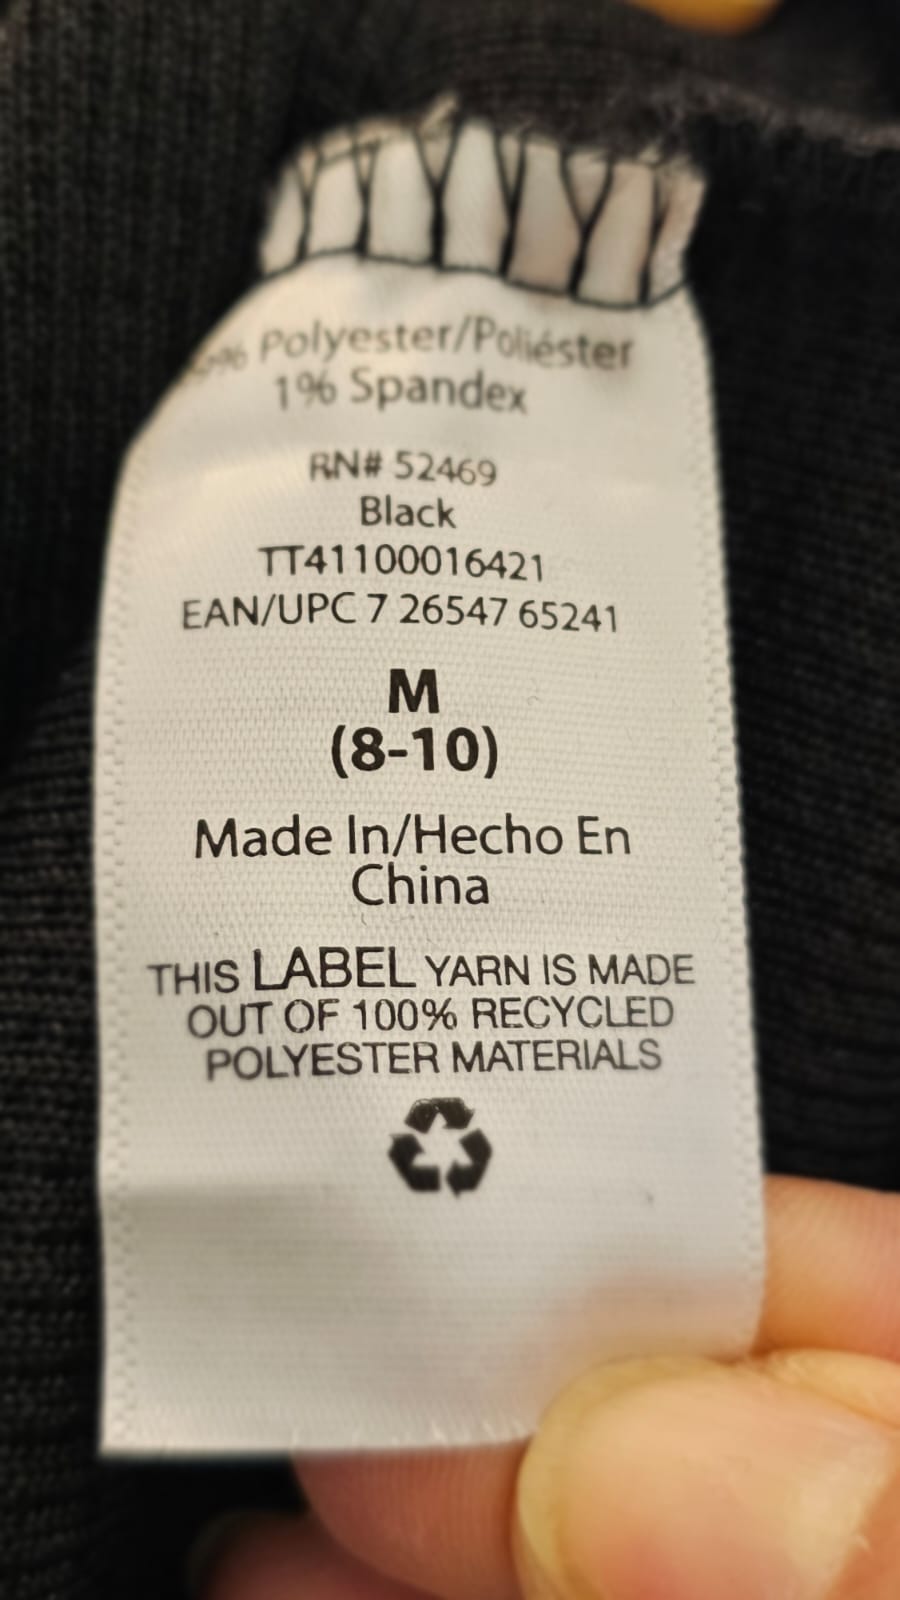 % Polyester/Poliéster
1% Spandex
RN# 52469
Black
TT41100016421
EAN/UPC 7 26547 65241
M
(8-10)
Made In/Hecho En
China
THIS LABEL YARN IS MADE
OUT OF 100% RECYCLED
POLYESTER MATERIALS